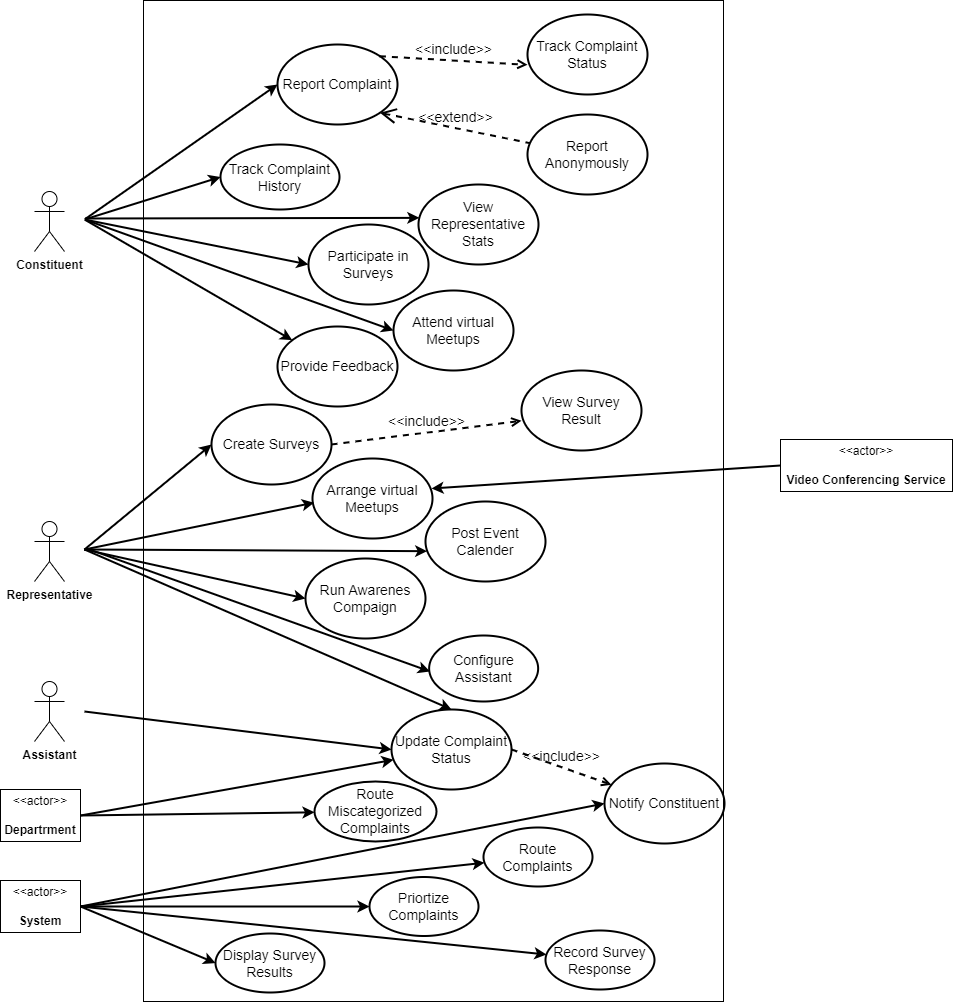 <<include>>
Track Complaint
Status
Report Complaint
<<extend>>
Report
Anonymously
Track Complaint
History
View
Representative
Stats
Constituent
Participate in
Surveys
Attend virtual
Meetups
Provide Feedback
View Survey
Result
<<include>>
Create Surveys
<<actor>>
Video Conferencing Service
Arrange virtual
Meetups
Post Event
Calender
Representative
Run Awarenes
Compaign
Configure
Assistant
Assistant
Update Complaint
Status
<<include>>
<<actor>>
Departrment
Route
Miscategorized
Complaints
Notify Constituent
Route
Complaints
<<actor>>
System
Priortize
Complaints
Display Survey
Results
Record Survey
Response